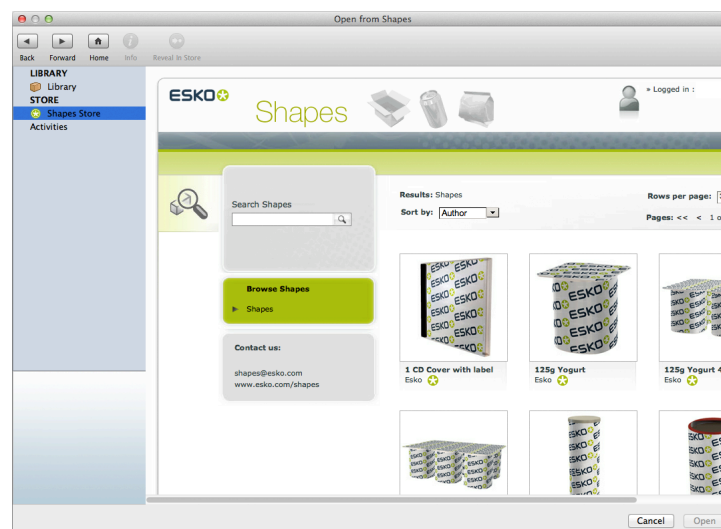 Open from Shapes
Back Forward Home Info Reveal in Store
LIBRARY
Library
STORE
Shapes Store
Activities
ESKO
Shapes
» Logged in :
Search Shapes
Results: Shapes
Sort by: Author
Rows per page:
Pages: << < 1
Browse Shapes
Shapes
Contact us:
shapes@esko.com
www.esko.com/shapes
1 CD Cover with label
Esko
125g Yogurt
Esko
125g Yogurt 4
Esko
Cancel Open